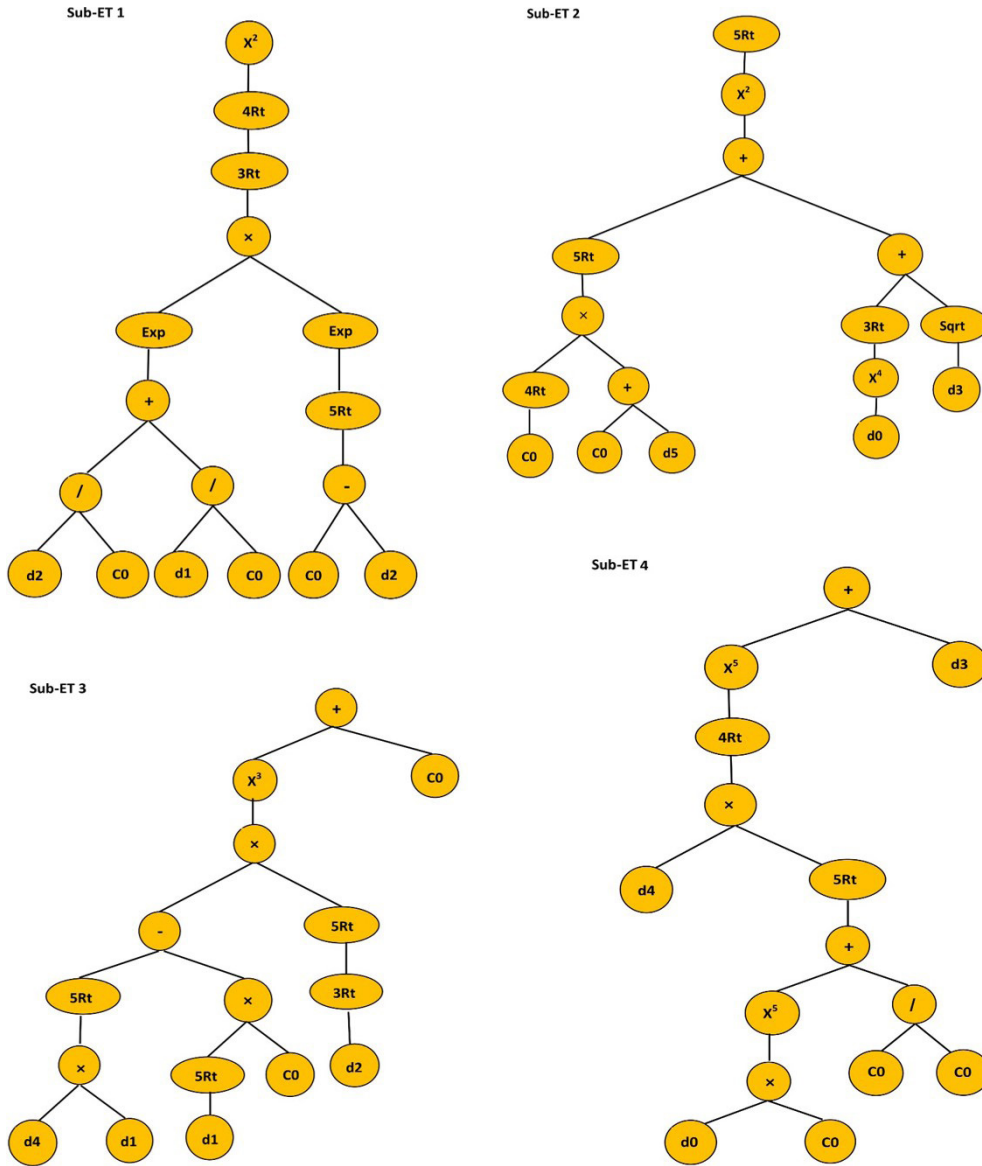 Sub-ET 1
X²
4Rt
3Rt
×
Exp Exp
+ 5Rt
/ / -
d2 C0 d1 C0 C0 d2
Sub-ET 2
5Rt
X²
+
5Rt +
× 3Rt Sqrt
4Rt + X⁴ d3
C0 C0 d5 d0
Sub-ET 3
+
X³ C0
×
- 5Rt
5Rt × 3Rt
× 5Rt C0 d2
d4 d1 d1
Sub-ET 4
+
X⁵ d3
4Rt
×
d4 5Rt
+
X⁵ /
× C0 C0
d0 C0